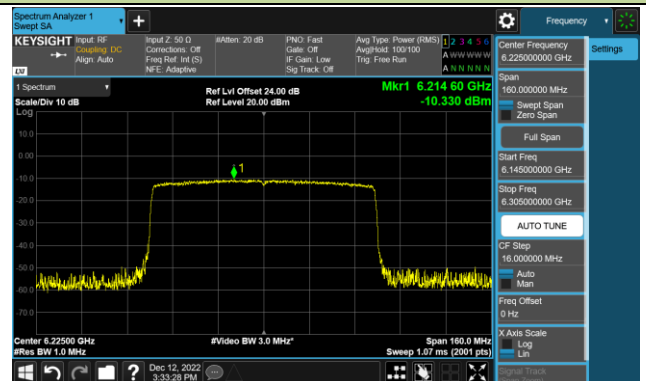 Spectrum Analyzer 1
Swept SA
+
Frequency
KEYSIGHT
Input: RF
Coupling: DC
Align: Auto
Input Z: 50 Ω
Corrections: Off
Freq Ref: Int (S)
NFE: Adaptive
#Atten: 20 dB
PNO: Fast
Gate: Off
IF Gain: Low
Sig Track: Off
Avg Type: Power (RMS)
Avg|Hold: 100/100
Trig: Free Run
1 2 3 4 5 6
A W W W W W
A N N N N N
LXI
1 Spectrum
Scale/Div 10 dB
Log
Ref Lvl Offset 24.00 dB
Ref Level 20.00 dBm
Mkr1 6.214 60 GHz
-10.330 dBm
10.0
0.00
-10.0
-20.0
-30.0
-40.0
-50.0
-60.0
-70.0
1
Center 6.22500 GHz
#Res BW 1.0 MHz
#Video BW 3.0 MHz*
Span 160.0 MHz
Sweep 1.07 ms (2001 pts)
Dec 12, 2022
3:33:28 PM
?
Settings
Center Frequency
6.225000000 GHz
Span
160.000000 MHz
Swept Span
Zero Span
Full Span
Start Freq
6.145000000 GHz
Stop Freq
6.305000000 GHz
AUTO TUNE
CF Step
16.000000 MHz
Auto
Man
Freq Offset
0 Hz
X Axis Scale
Log
Lin
Signal Track